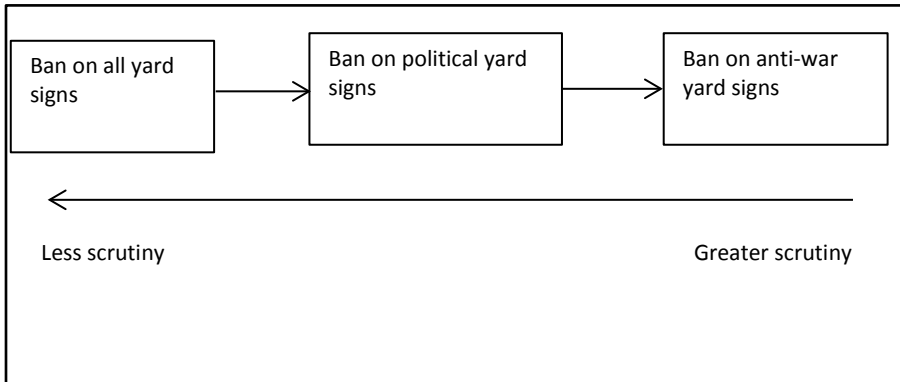 Ban on all yard
signs
Ban on political yard
signs
Ban on anti-war
yard signs
Less scrutiny
Greater scrutiny